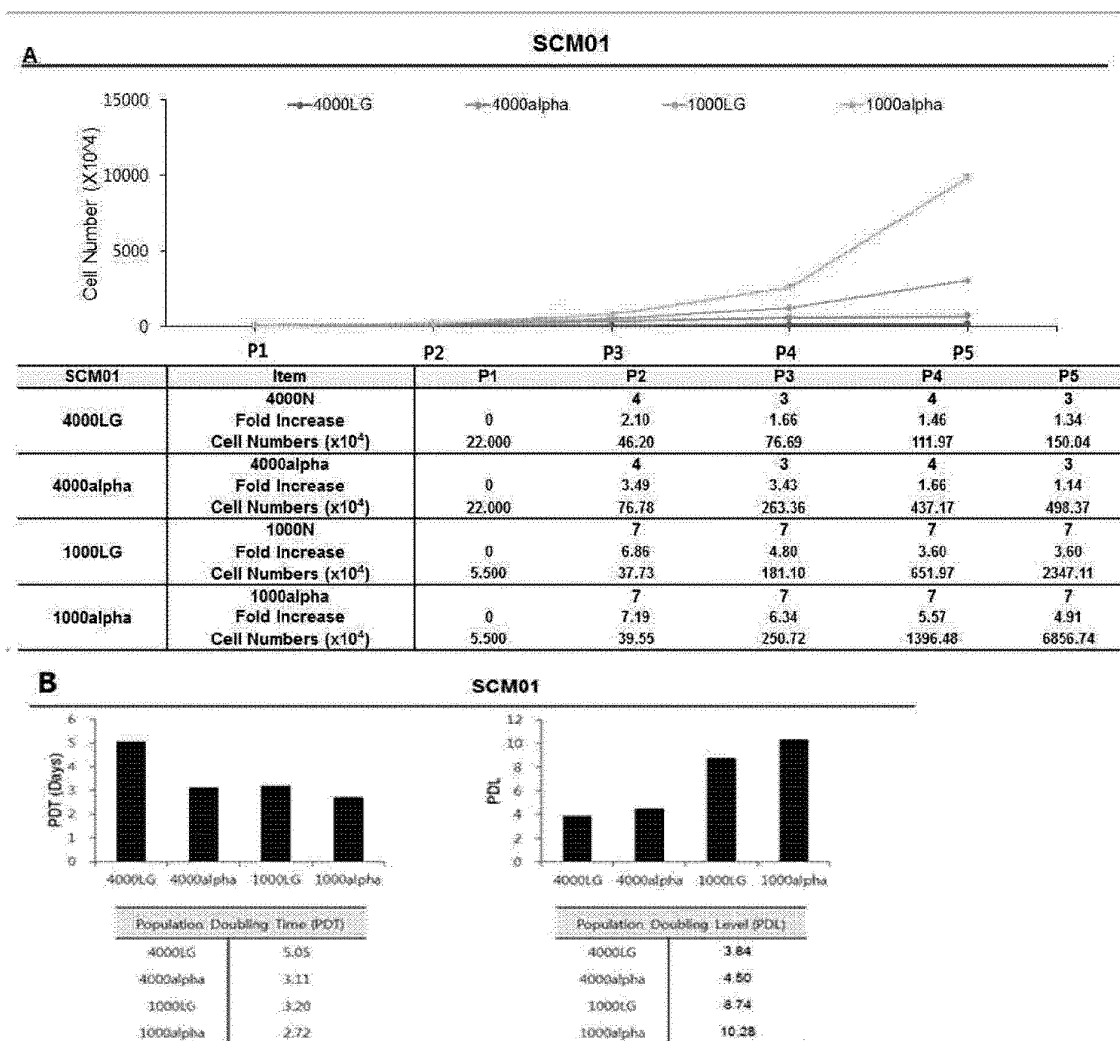 A
SCM01
4000LG 4000alpha 1000LG 1000alpha
15000
10000
5000
0
Cell Number (X10^4)
P1 P2 P3 P4 P5
SCM01 Item P1 P2 P3 P4 P5
4000LG
4000N 4 3 4 3
Fold Increase 0 2.10 1.66 1.46 1.34
Cell Numbers (x10⁴) 22.000 46.20 76.69 111.97 150.04
4000alpha
4000alpha 4 3 4 3
Fold Increase 0 3.49 3.43 1.66 1.14
Cell Numbers (x10⁴) 22.000 76.78 263.36 437.17 498.37
1000LG
1000N 7 7 7 7
Fold Increase 0 6.86 4.80 3.60 3.60
Cell Numbers (x10⁴) 5.500 37.73 181.10 651.97 2347.11
1000alpha
1000alpha 7 7 7 7
Fold Increase 0 7.19 6.34 5.57 4.91
Cell Numbers (x10⁴) 5.500 39.55 250.72 1396.48 6856.74
B
SCM01
PDT (Days)
6
5
4
3
2
1
0
4000LG 4000alpha 1000LG 1000alpha
Population Doubling Time (PDT)
4000LG 5.05
4000alpha 3.11
1000LG 3.20
1000alpha 2.72
PDL
12
10
8
6
4
2
0
4000LG 4000alpha 1000LG 1000alpha
Population Doubling Level (PDL)
4000LG 3.84
4000alpha 4.50
1000LG 8.74
1000alpha 10.28